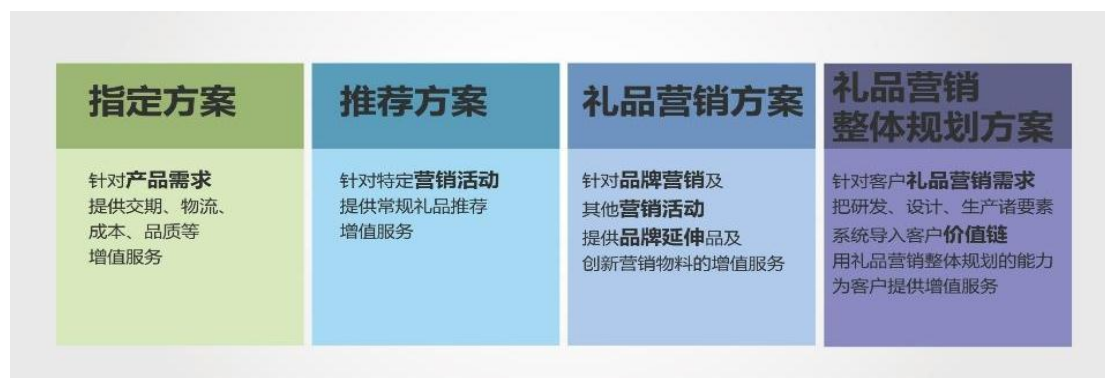 指定方案
针对产品需求
提供交期、物流、
成本、品质等
增值服务
推荐方案
针对特定营销活动
提供常规礼品推荐
增值服务
礼品营销方案
针对品牌营销及
其他营销活动
提供品牌延伸品及
创新营销物料的增值服务
礼品营销
整体规划方案
针对客户礼品营销需求
把研发、设计、生产诸要素
系统导入客户价值链
用礼品营销整体规划的能力
为客户提供增值服务